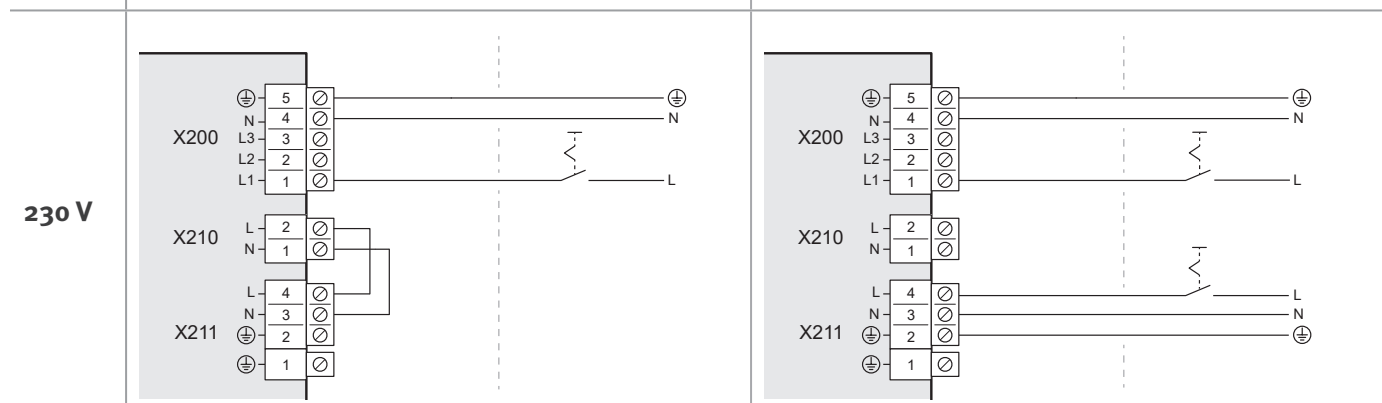 230 V
5
N 4 N
X200 L3 3
L2 2
L1 1 L
X210 L 2
N 1
L 4
N 3
X211 2
1
5
N 4 N
X200 L3 3
L2 2
L1 1 L
X210 L 2
N 1
L 4 L
N 3 N
X211 2
1